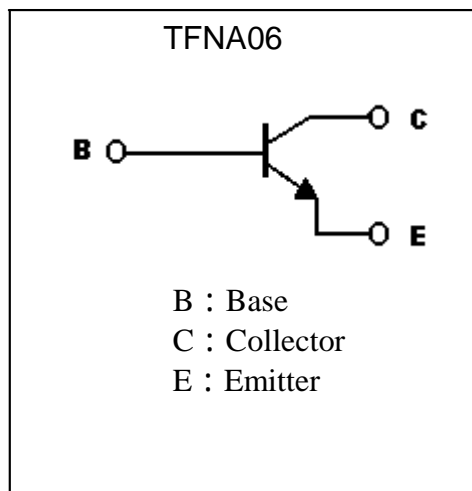 TFNA06
C
B
E
B：Base
C：Collector
E：Emitter